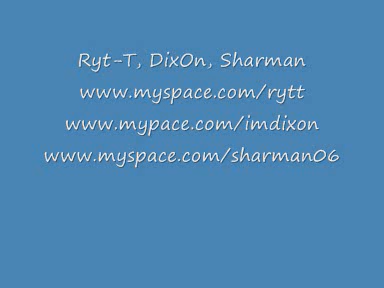 Ryt-T, DixOn, Sharman
www.myspace.com/rytt
www.mypace.com/imdixon
www.myspace.com/sharman06